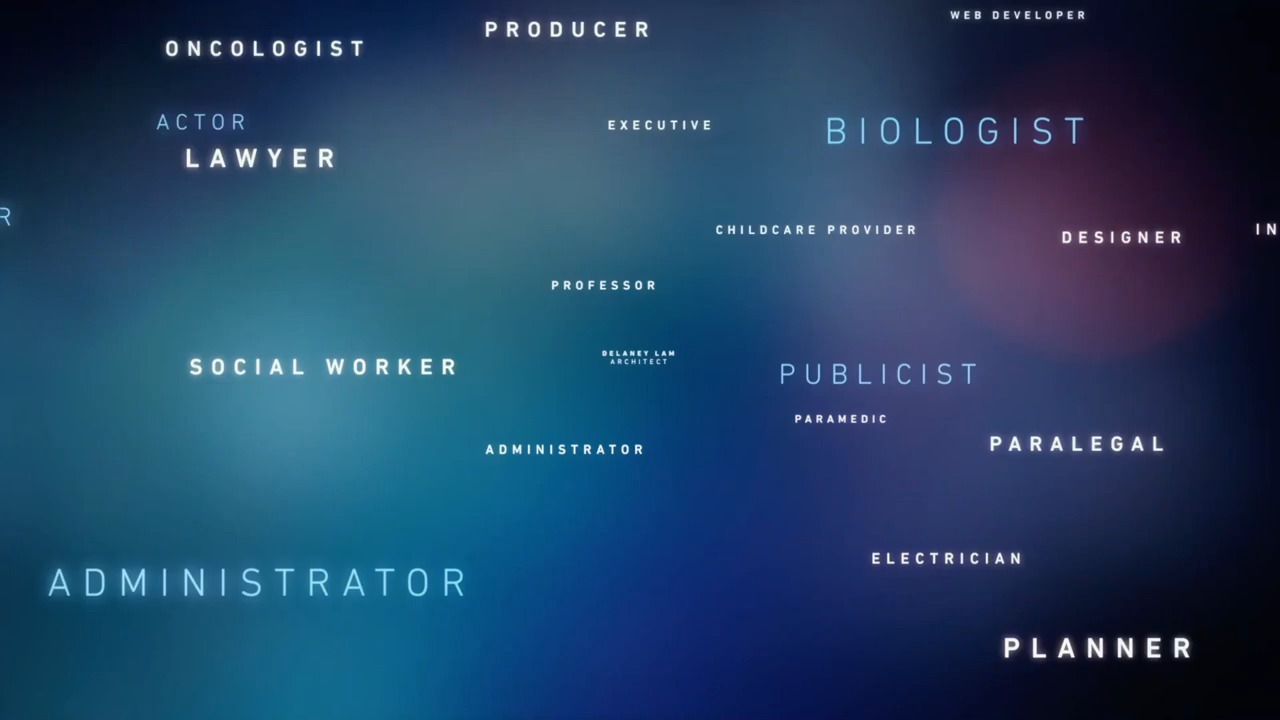 WEB DEVELOPER
PRODUCER
ONCOLOGIST
ACTOR
EXECUTIVE
BIOLOGIST
LAWYER
R
CHILDCARE PROVIDER
DESIGNER
IN
PROFESSOR
DELANEY LAM
ARCHITECT
SOCIAL WORKER
PUBLICIST
PARAMEDIC
PARALEGAL
ADMINISTRATOR
ELECTRICIAN
ADMINISTRATOR
PLANNER